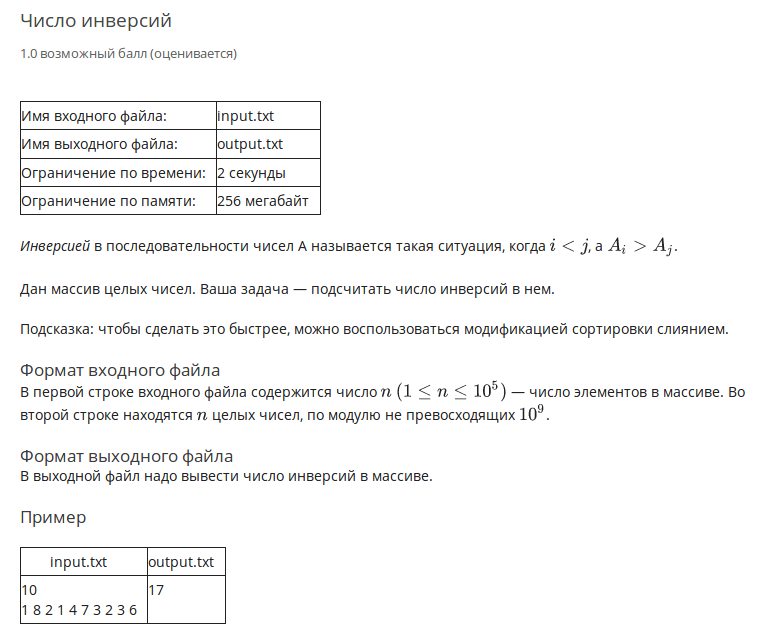 Число инверсий
1.0 возможный балл (оценивается)
Имя входного файла: input.txt
Имя выходного файла: output.txt
Ограничение по времени: 2 секунды
Ограничение по памяти: 256 мегабайт
Инверсией в последовательности чисел A называется такая ситуация, когда i < j, а A_i > A_j.
Дан массив целых чисел. Ваша задача — подсчитать число инверсий в нем.
Подсказка: чтобы сделать это быстрее, можно воспользоваться модификацией сортировки слиянием.
Формат входного файла
В первой строке входного файла содержится число n (1 ≤ n ≤ 10^5) — число элементов в массиве. Во
второй строке находятся n целых чисел, по модулю не превосходящих 10^9.
Формат выходного файла
В выходной файл надо вывести число инверсий в массиве.
Пример
input.txt output.txt
10 17
1 8 2 1 4 7 3 2 3 6